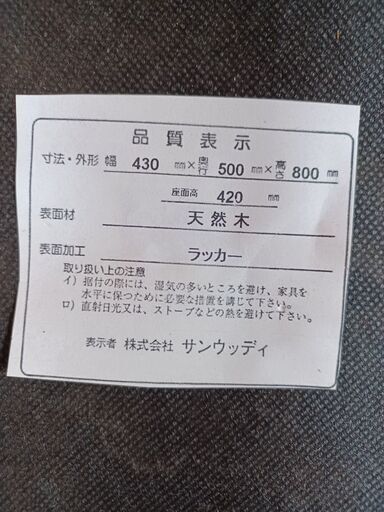 品質表示
寸法・外形 幅 430 mm×奥行 500 mm×高さ 800 mm
座面高 420 mm
表面材 天然木
表面加工 ラッカー
取り扱い上の注意
イ）据付の際には、湿気の多いところを避け、家具を
水平に保つために必要な措置を講じて下さい。
ロ）直射日光又は、ストーブなどの熱を避けて下さい。
表示者 株式会社 サンウッディ